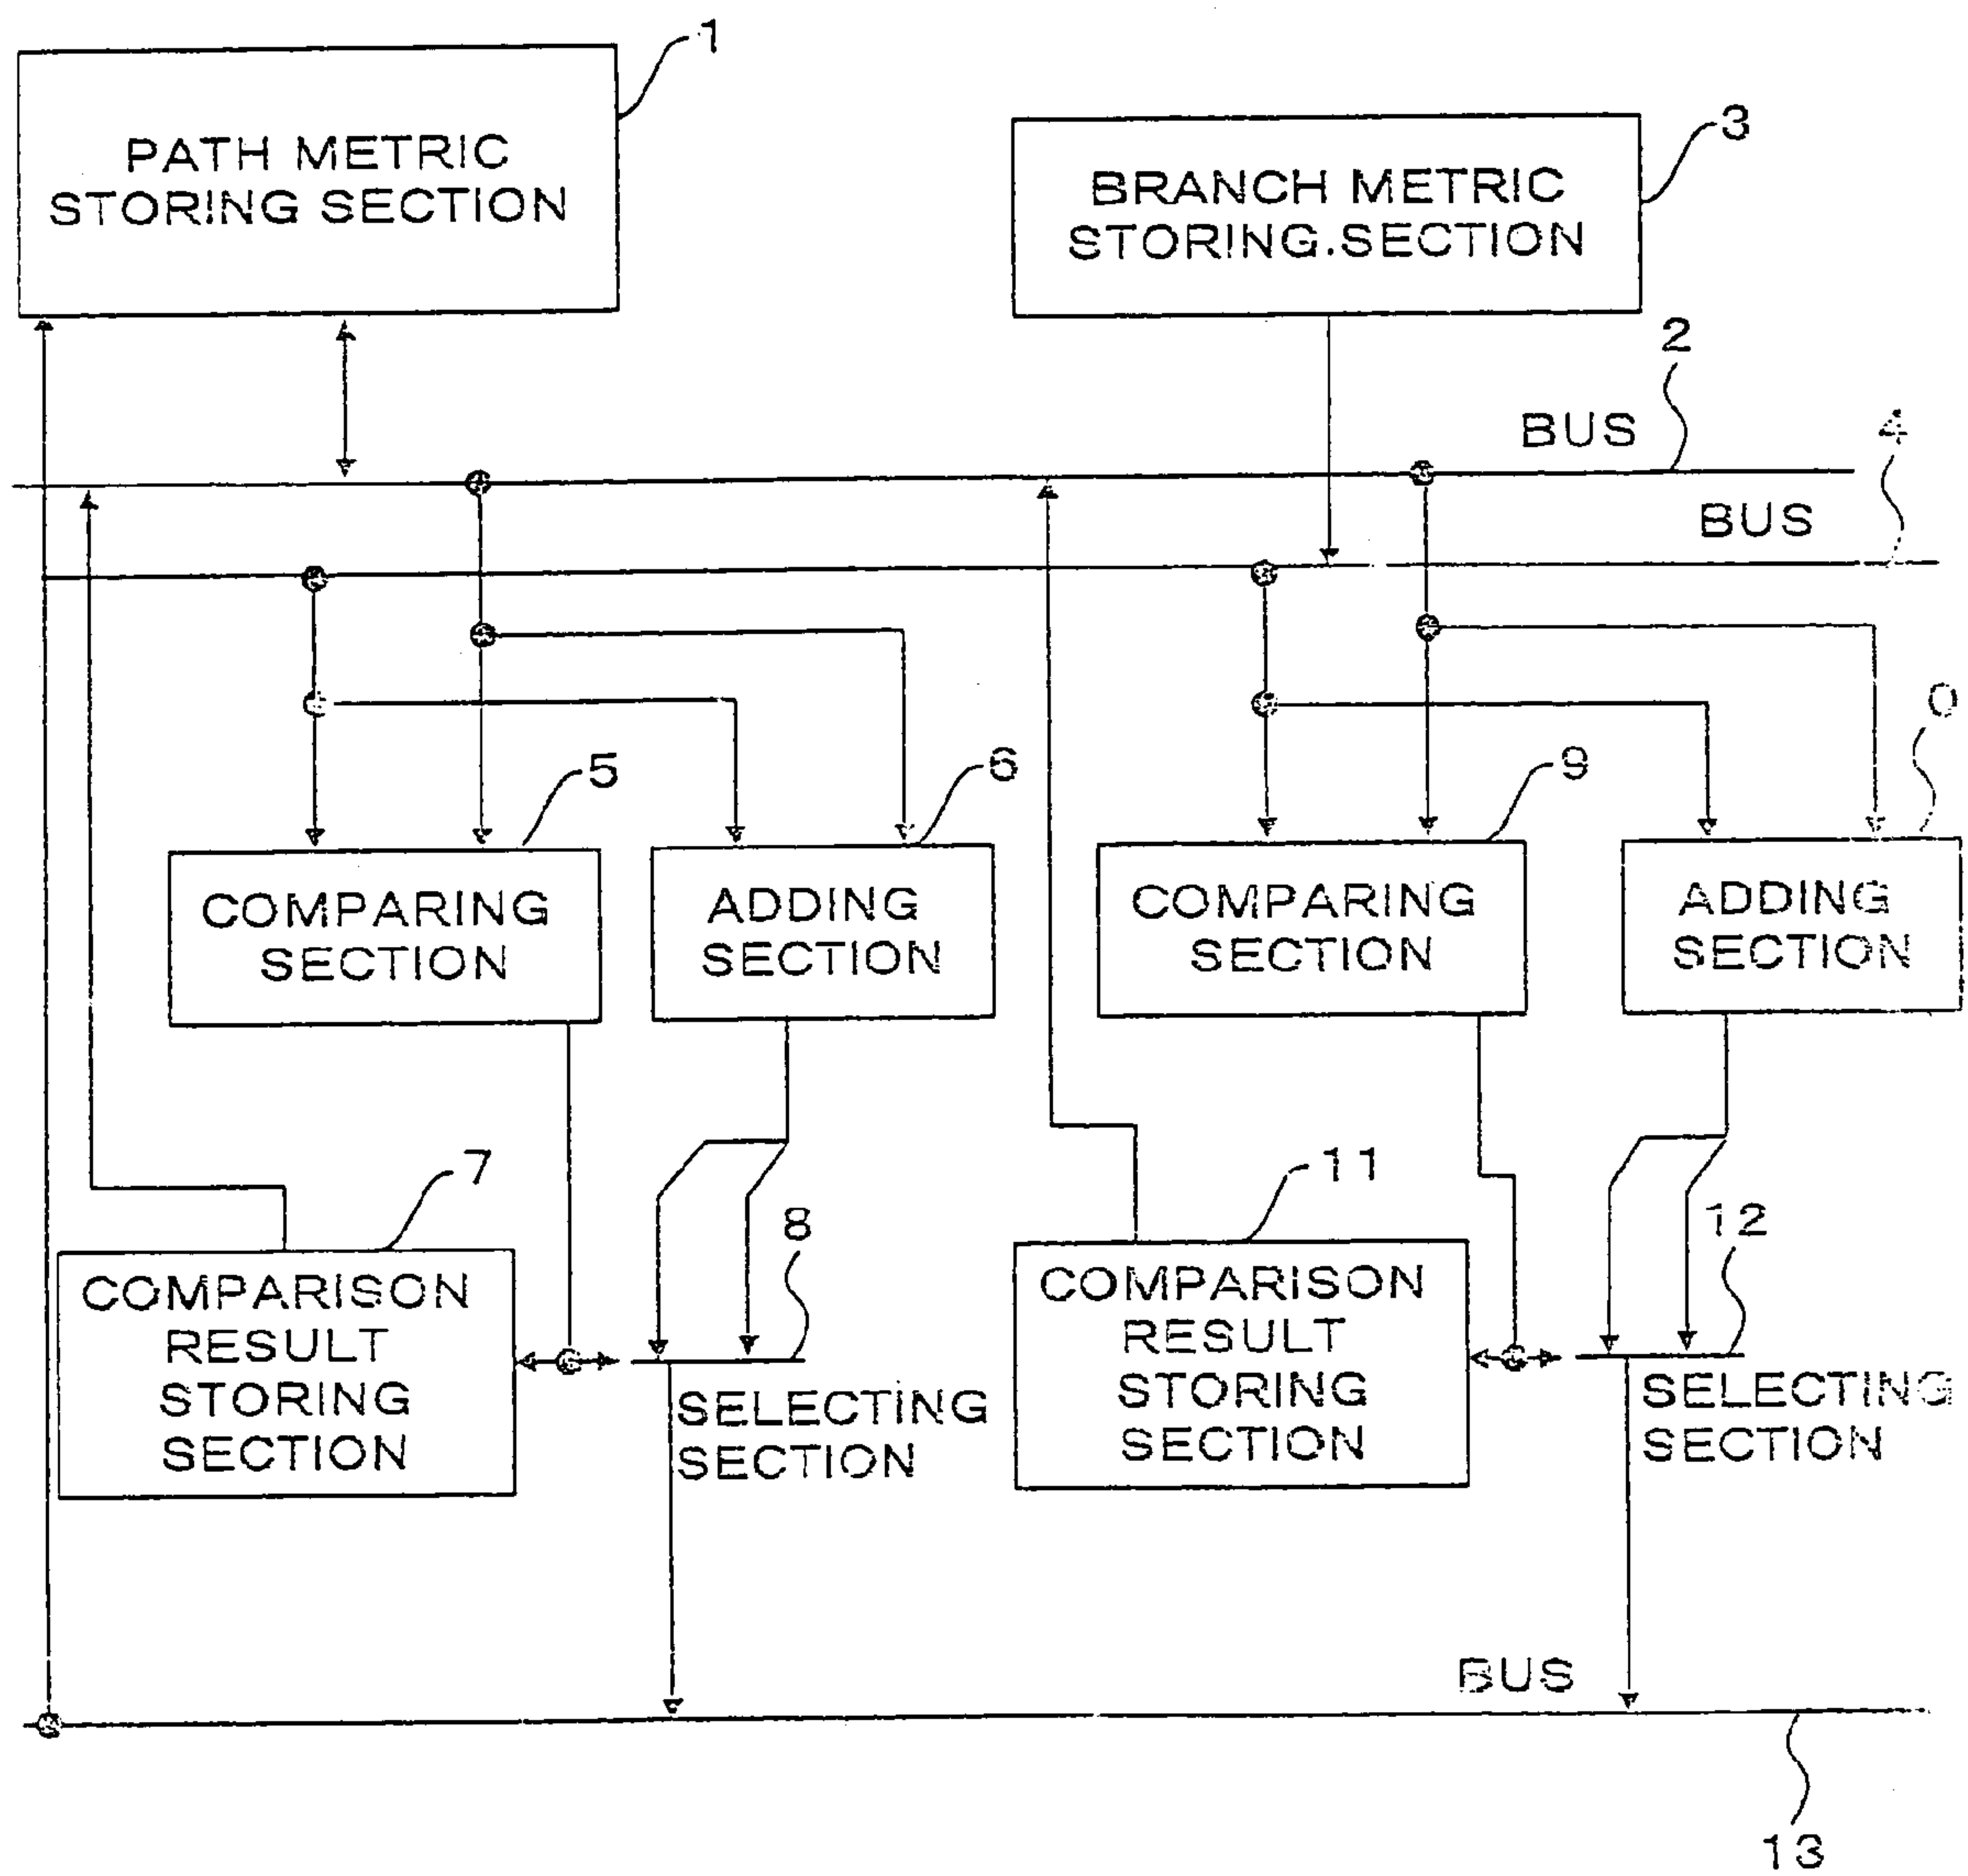 1
PATH METRIC
STORING SECTION
3
BRANCH METRIC
STORING.SECTION
2
BUS
4
BUS
5
6
9
0
COMPARING
SECTION
ADDING
SECTION
COMPARING
SECTION
ADDING
SECTION
7
8
11
12
COMPARISON
RESULT
STORING
SECTION
SELECTING
SECTION
COMPARISON
RESULT
STORING
SECTION
SELECTING
SECTION
BUS
13